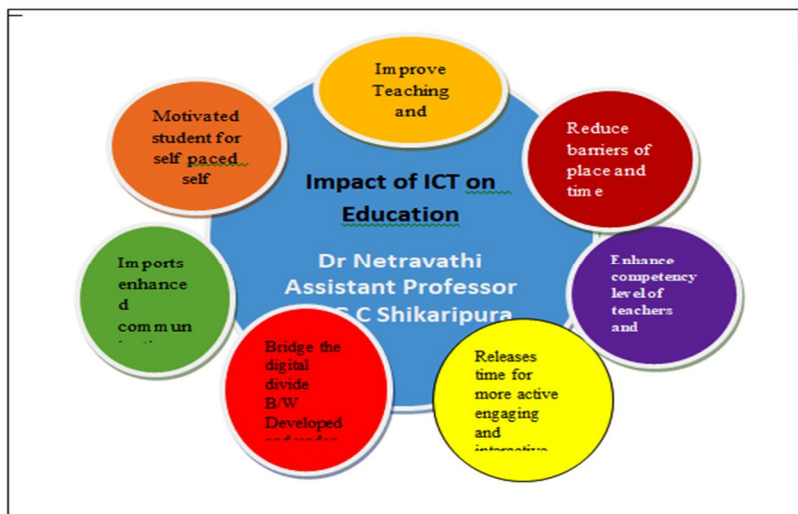 Improve
Teaching
and
Motivated
student for
self paced
self
Reduce
barriers of
place and
time
Impact of ICT on
Education
Dr Netravathi
Assistant Professor
C Shikaripura
Imports
enhance
d
commun
Enhance
competency
level of
teachers
and
Bridge the
digital
divide
B/W
Developed
Releases
time for
more active
engaging
and
interactive